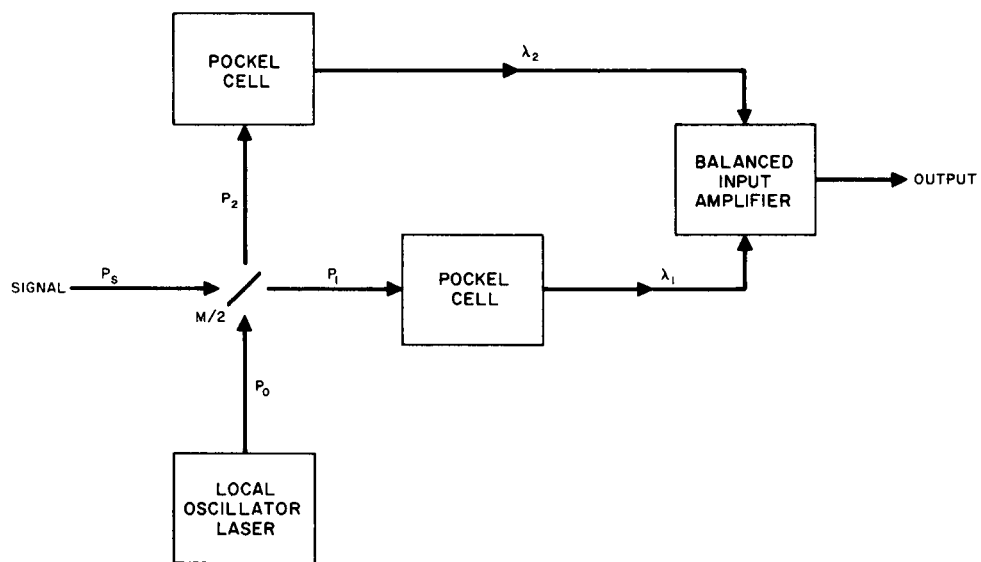 POCKEL
CELL
λ₂
BALANCED
INPUT
AMPLIFIER
OUTPUT
P₂
SIGNAL
Pₛ
M/2
P₁
POCKEL
CELL
λ₁
P₀
LOCAL
OSCILLATOR
LASER